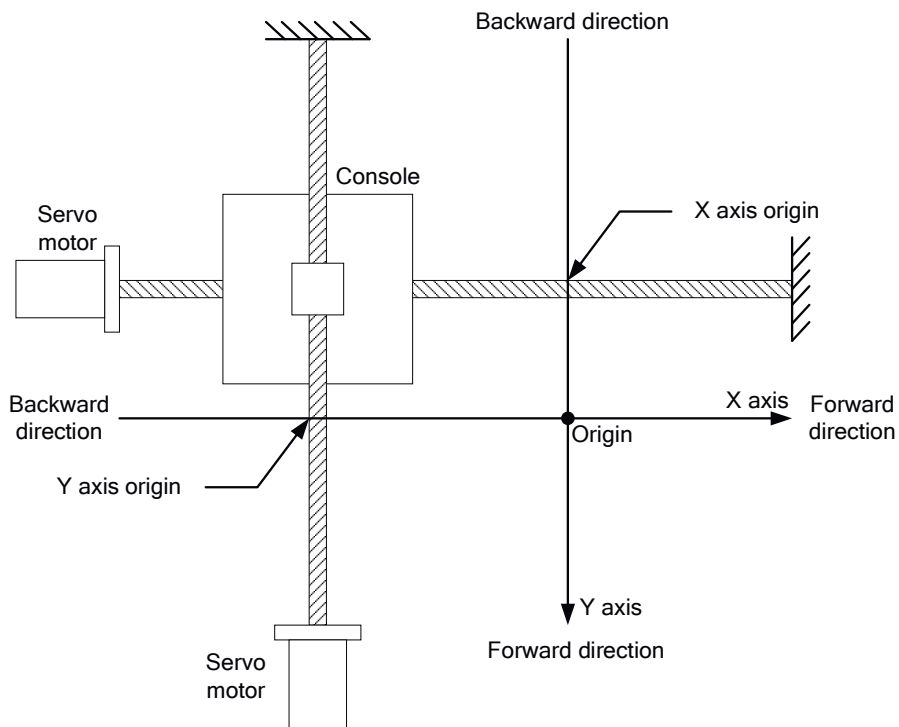 Backward direction
Console
X axis origin
Servo
motor
Backward
direction
X axis
Forward
direction
Origin
Y axis origin
Y axis
Forward direction
Servo
motor